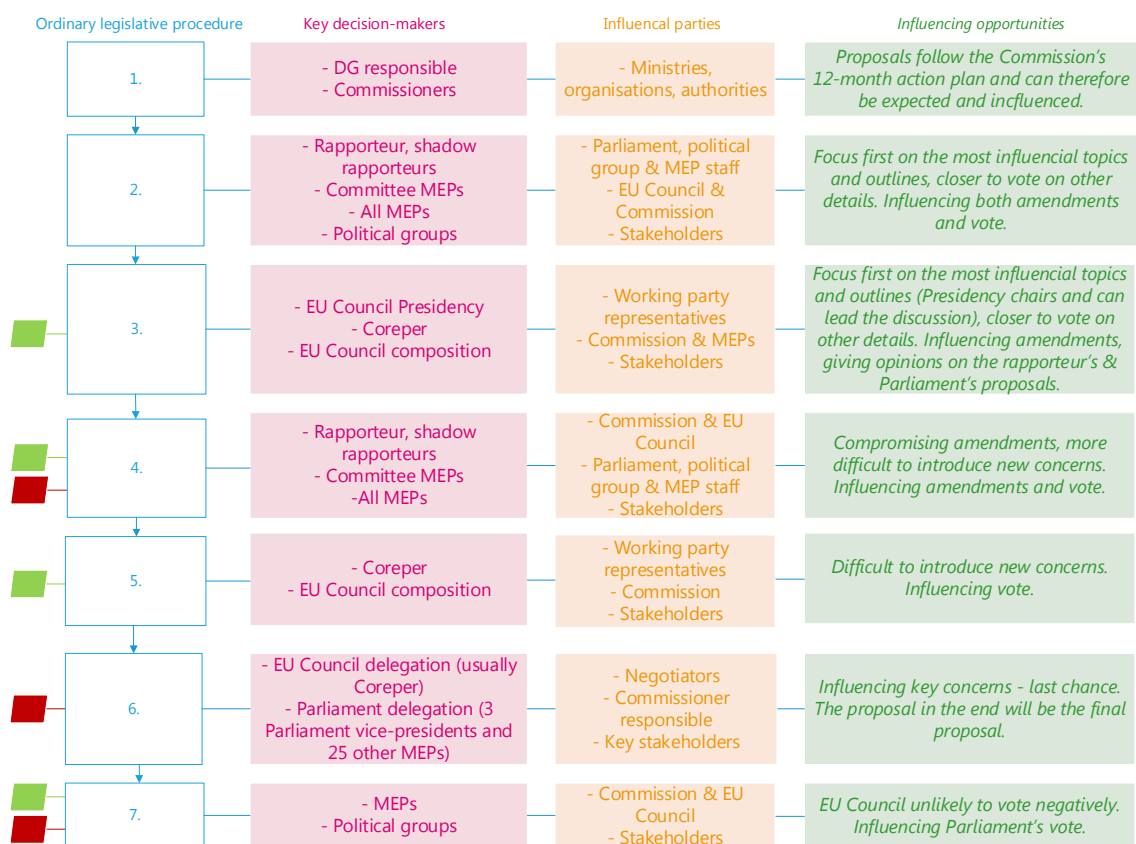 Ordinary legislative procedure
Key decision-makers
Influencal parties
Influencing opportunities
1.
- DG responsible
- Commissioners
- Ministries,
organisations, authorities
Proposals follow the Commission's
12-month action plan and can therefore
be expected and incfluenced.
2.
- Rapporteur, shadow
rapporteurs
- Committee MEPs
- All MEPs
- Political groups
- Parliament, political
group & MEP staff
- EU Council &
Commission
- Stakeholders
Focus first on the most influencial topics
and outlines, closer to vote on other
details. Influencing both amendments
and vote.
3.
- EU Council Presidency
- Coreper
- EU Council composition
- Working party
representatives
- Commission & MEPs
- Stakeholders
Focus first on the most influencial topics
and outlines (Presidency chairs and can
lead the discussion), closer to vote on
other details. Influencing amendments,
giving opinions on the rapporteur's &
Parliament's proposals.
4.
- Rapporteur, shadow
rapporteurs
- Committee MEPs
-All MEPs
- Commission & EU
Council
- Parliament, political
group & MEP staff
- Stakeholders
Compromising amendments, more
difficult to introduce new concerns.
Influencing amendments and vote.
5.
- Coreper
- EU Council composition
- Working party
representatives
- Commission
- Stakeholders
Difficult to introduce new concerns.
Influencing vote.
6.
- EU Council delegation (usually
Coreper)
- Parliament delegation (3
Parliament vice-presidents and
25 other MEPs)
- Negotiators
- Commissioner
responsible
- Key stakeholders
Influencing key concerns - last chance.
The proposal in the end will be the final
proposal.
7.
- MEPs
- Political groups
- Commission & EU
Council
- Stakeholders
EU Council unlikely to vote negatively.
Influencing Parliament's vote.